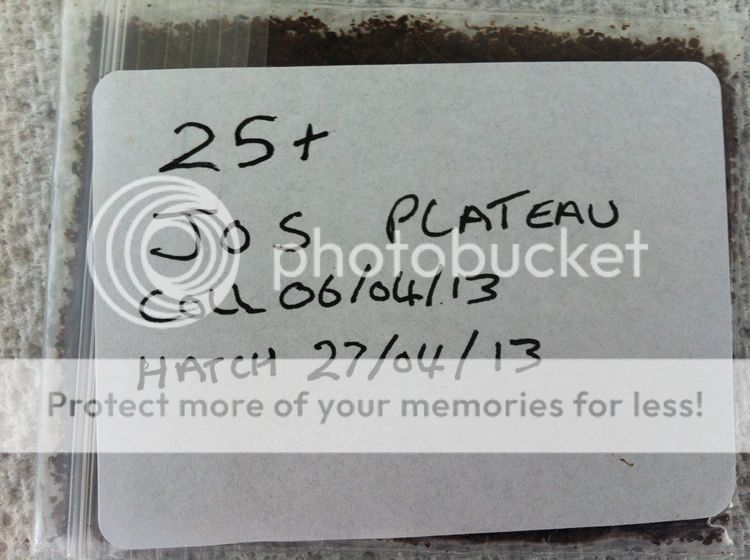 25+
JOS PLATEAU
photobucket
COLL 06/04/13
HATCH 27/04/13
Protect more of your memories for less!